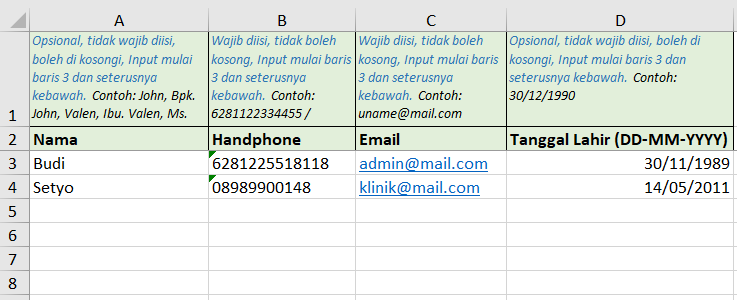 A B C D
1
Opsional, tidak wajib diisi,
boleh di kosongi, Input mulai
baris 3 dan seterusnya
kebawah. Contoh: John, Bpk.
John, Valen, Ibu. Valen, Ms.
Wajib diisi, tidak boleh
kosong, Input mulai baris
3 dan seterusnya
kebawah. Contoh:
6281122334455 /
Wajib diisi, tidak boleh
kosong, Input mulai baris
3 dan seterusnya
kebawah. Contoh:
uname@mail.com
Opsional, tidak wajib diisi, boleh di
kosongi, Input mulai baris 3 dan
seterusnya kebawah. Contoh:
30/12/1990
2 Nama Handphone Email Tanggal Lahir (DD-MM-YYYY)
3 Budi 6281225518118 admin@mail.com 30/11/1989
4 Setyo 08989900148 klinik@mail.com 14/05/2011
5
6
7
8